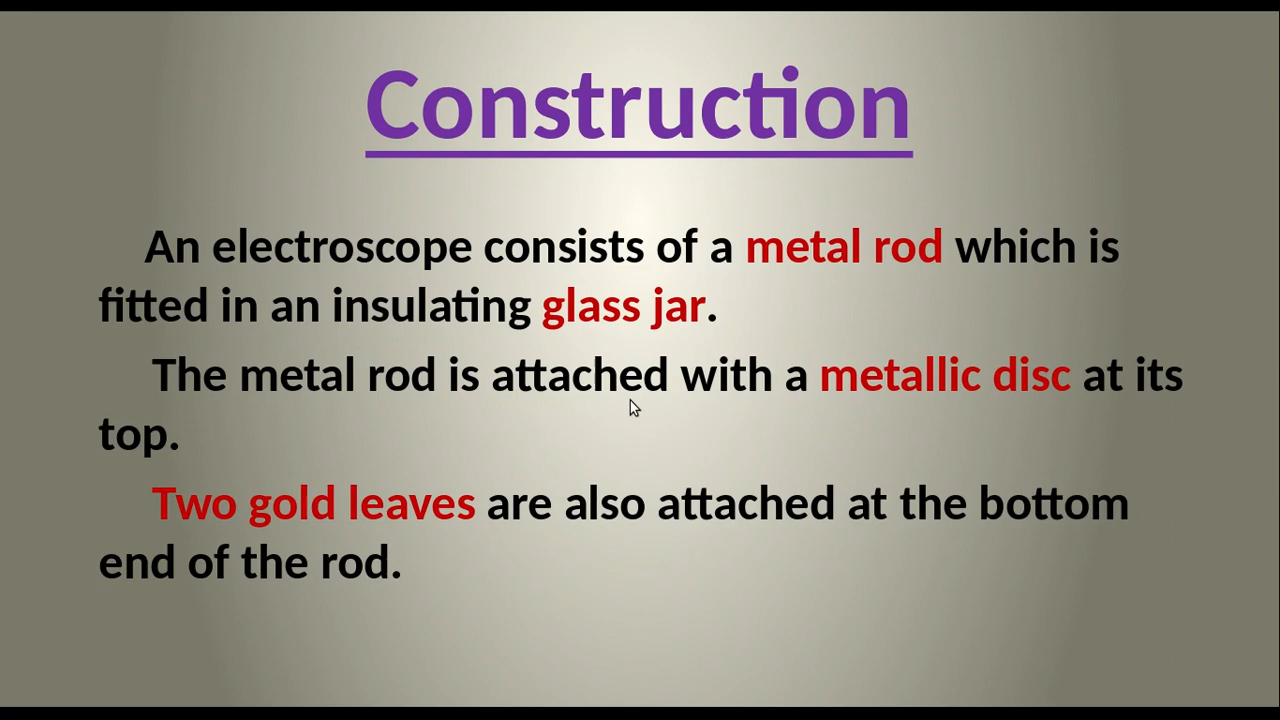 Construction
An electroscope consists of a metal rod which is
fitted in an insulating glass jar.
The metal rod is attached with a metallic disc at its
top.
Two gold leaves are also attached at the bottom
end of the rod.